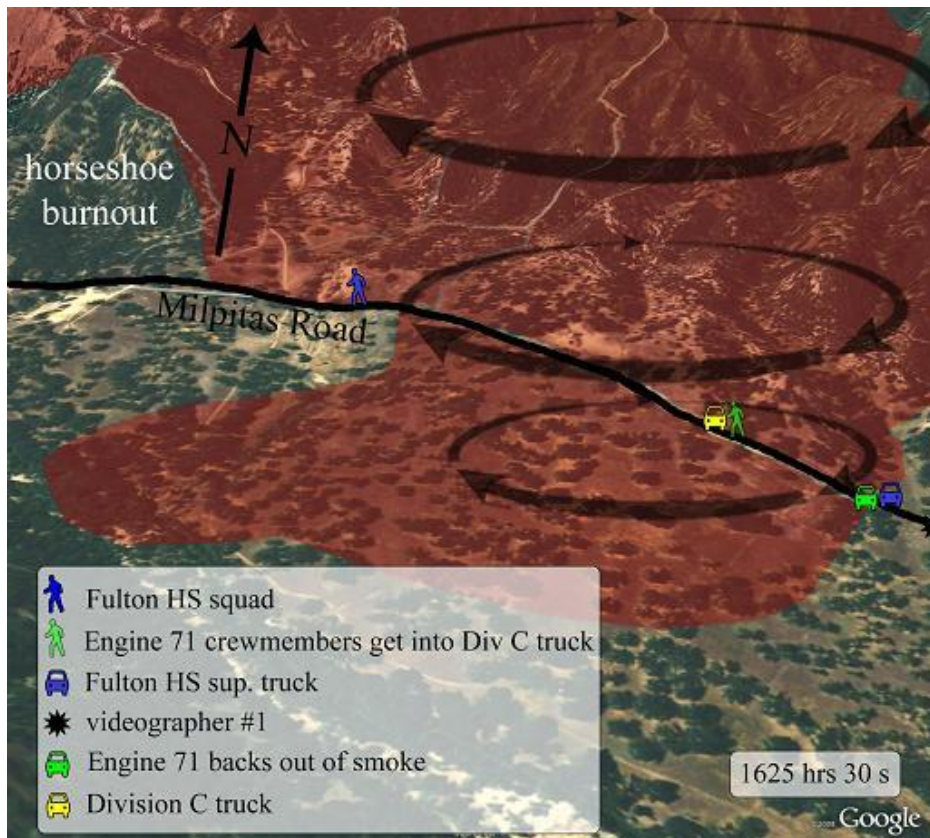 N
horseshoe
burnout
Milpitas Road
Fulton HS squad
Engine 71 crewmembers get into Div C truck
Fulton HS sup. truck
videographer #1
Engine 71 backs out of smoke
Division C truck
1625 hrs 30 s
Google